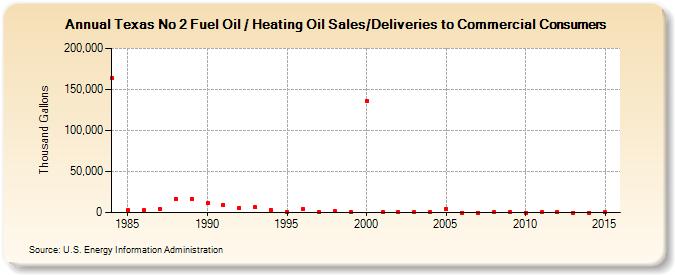 Annual Texas No 2 Fuel Oil / Heating Oil Sales/Deliveries to Commercial Consumers
Thousand Gallons
200,000
150,000
100,000
50,000
0
1985 1990 1995 2000 2005 2010 2015
Source: U.S. Energy Information Administration